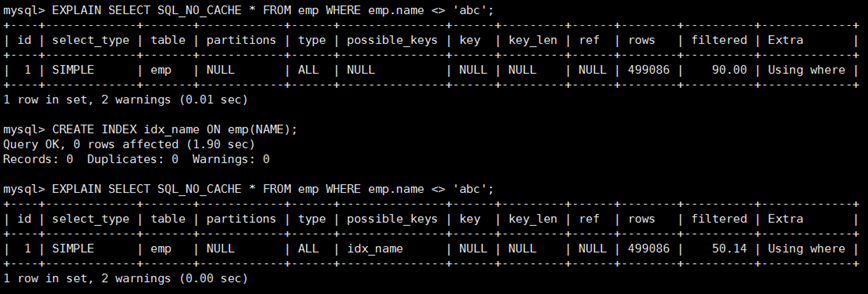 mysql> EXPLAIN SELECT SQL_NO_CACHE * FROM emp WHERE emp.name <> 'abc';
+----+-------------+-------+------------+------+---------------+------+---------+------+--------+----------+-------------+
| id | select_type | table | partitions | type | possible_keys | key | key_len | ref | rows | filtered | Extra |
+----+-------------+-------+------------+------+---------------+------+---------+------+--------+----------+-------------+
| 1 | SIMPLE | emp | NULL | ALL | NULL | NULL | NULL | NULL | 499086 | 90.00 | Using where |
+----+-------------+-------+------------+------+---------------+------+---------+------+--------+----------+-------------+
1 row in set, 2 warnings (0.01 sec)
mysql> CREATE INDEX idx_name ON emp(NAME);
Query OK, 0 rows affected (1.90 sec)
Records: 0 Duplicates: 0 Warnings: 0
mysql> EXPLAIN SELECT SQL_NO_CACHE * FROM emp WHERE emp.name <> 'abc';
+----+-------------+-------+------------+------+---------------+------+---------+------+--------+----------+-------------+
| id | select_type | table | partitions | type | possible_keys | key | key_len | ref | rows | filtered | Extra |
+----+-------------+-------+------------+------+---------------+------+---------+------+--------+----------+-------------+
| 1 | SIMPLE | emp | NULL | ALL | idx_name | NULL | NULL | NULL | 499086 | 50.14 | Using where |
+----+-------------+-------+------------+------+---------------+------+---------+------+--------+----------+-------------+
1 row in set, 2 warnings (0.00 sec)